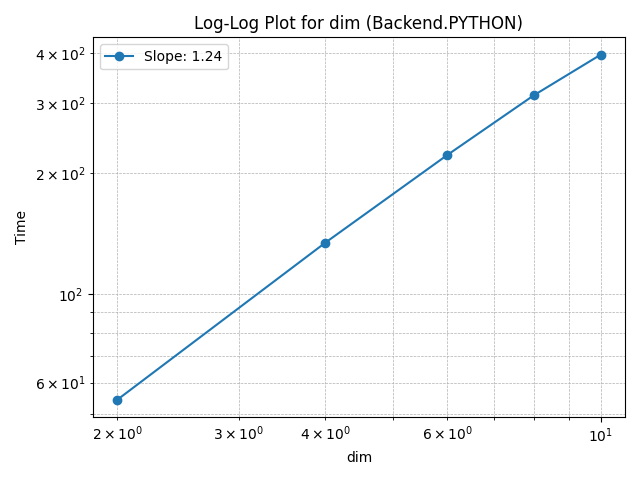 Log-Log Plot for dim (Backend.PYTHON)
Slope: 1.24
4 × 10²
3 × 10²
2 × 10²
10²
6 × 10¹
Time
2 × 10⁰
3 × 10⁰
4 × 10⁰
6 × 10⁰
10¹
dim